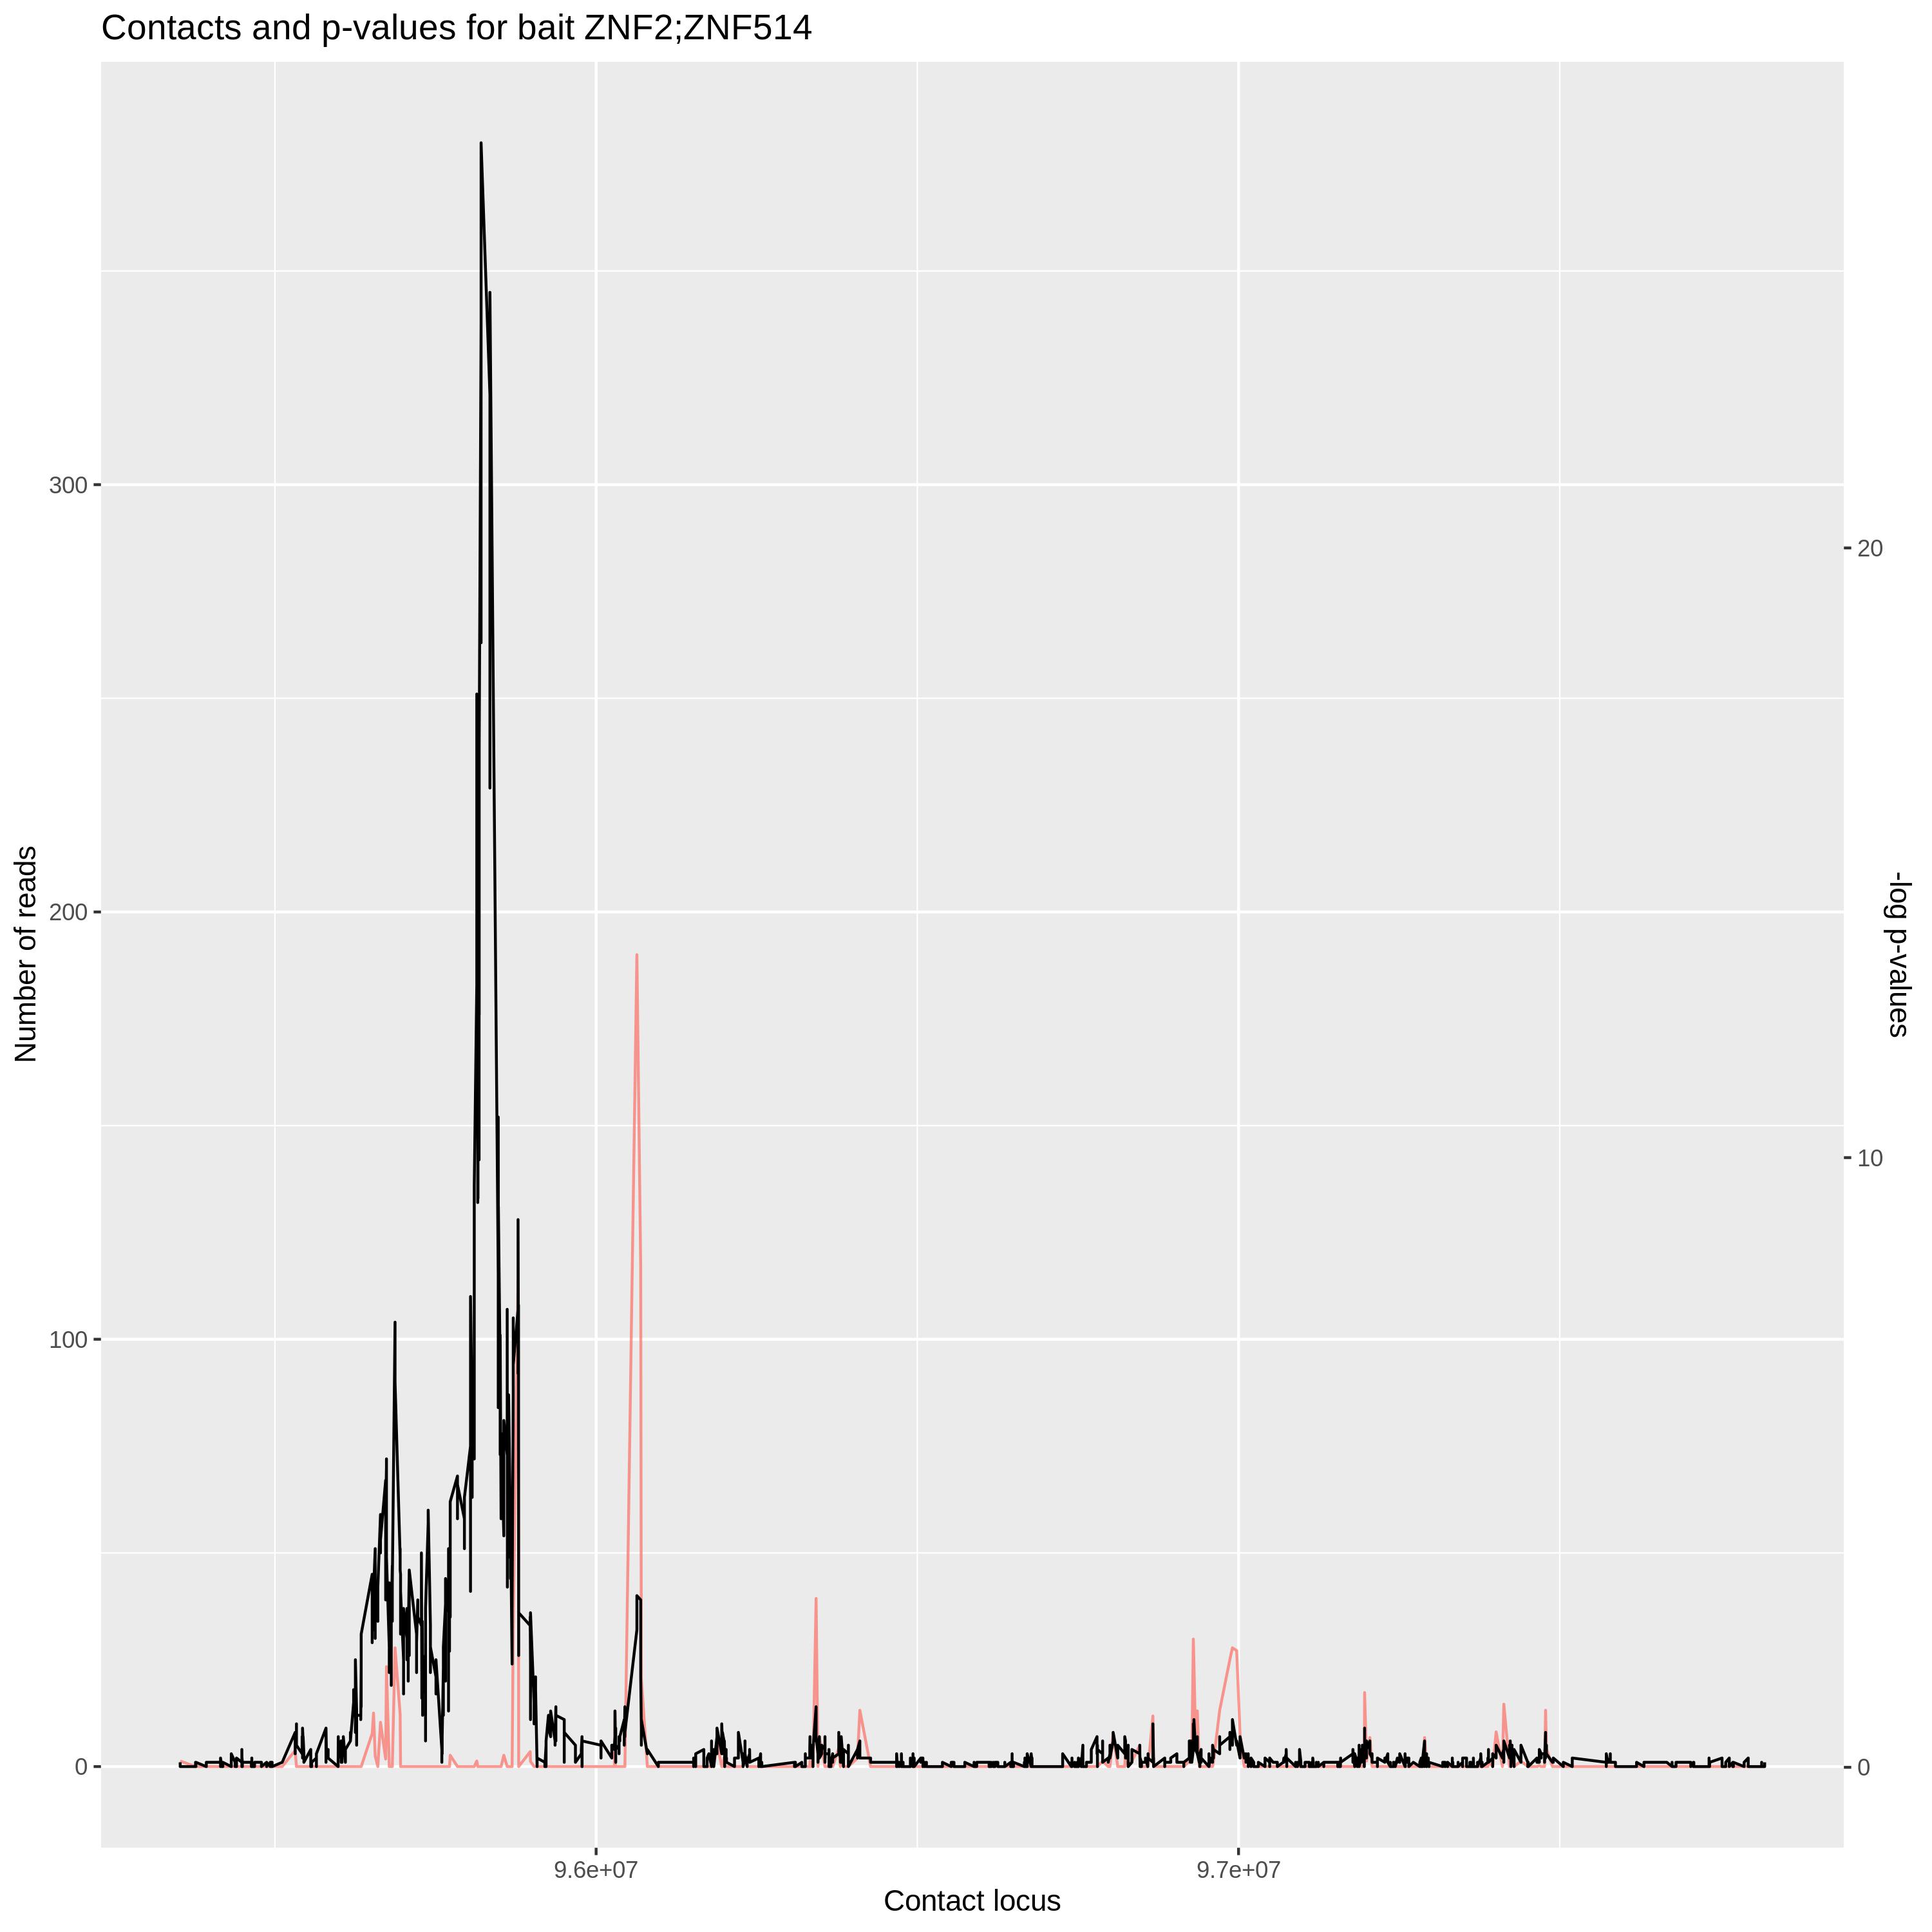 Contacts and p-values for bait ZNF2;ZNF514
300
200
100
0
Number of reads
20
10
0
-log p-values
9.6e+07
9.7e+07
Contact locus